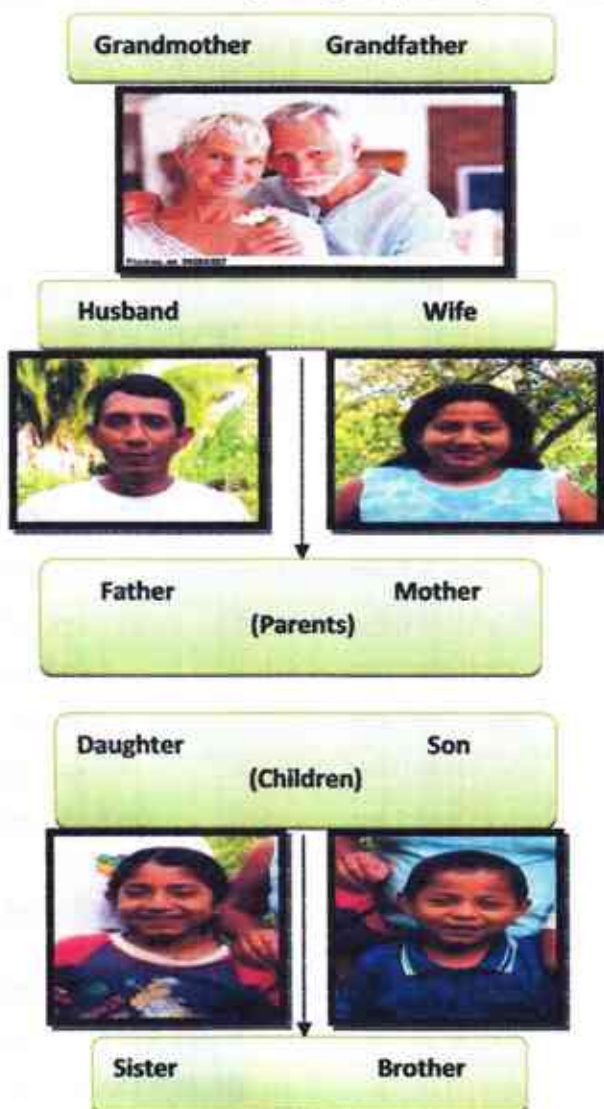 Grandmother Grandfather
Husband Wife
Father Mother
(Parents)
Daughter Son
(Children)
Sister Brother